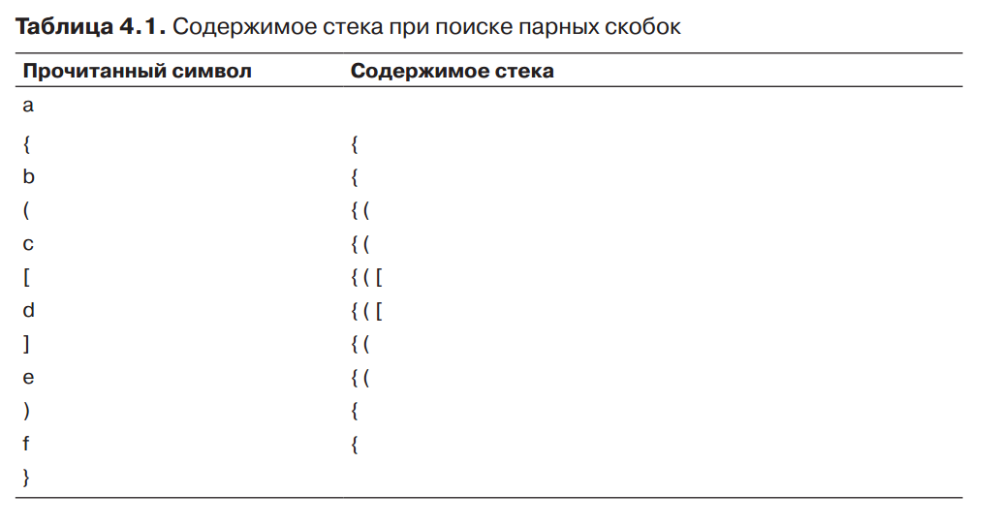 Таблица 4.1. Содержимое стека при поиске парных скобок
Прочитанный символ Содержимое стека
a
{ {
b {
( { (
c { (
[ { ( [
d { ( [
] { (
e { (
) {
f {
}